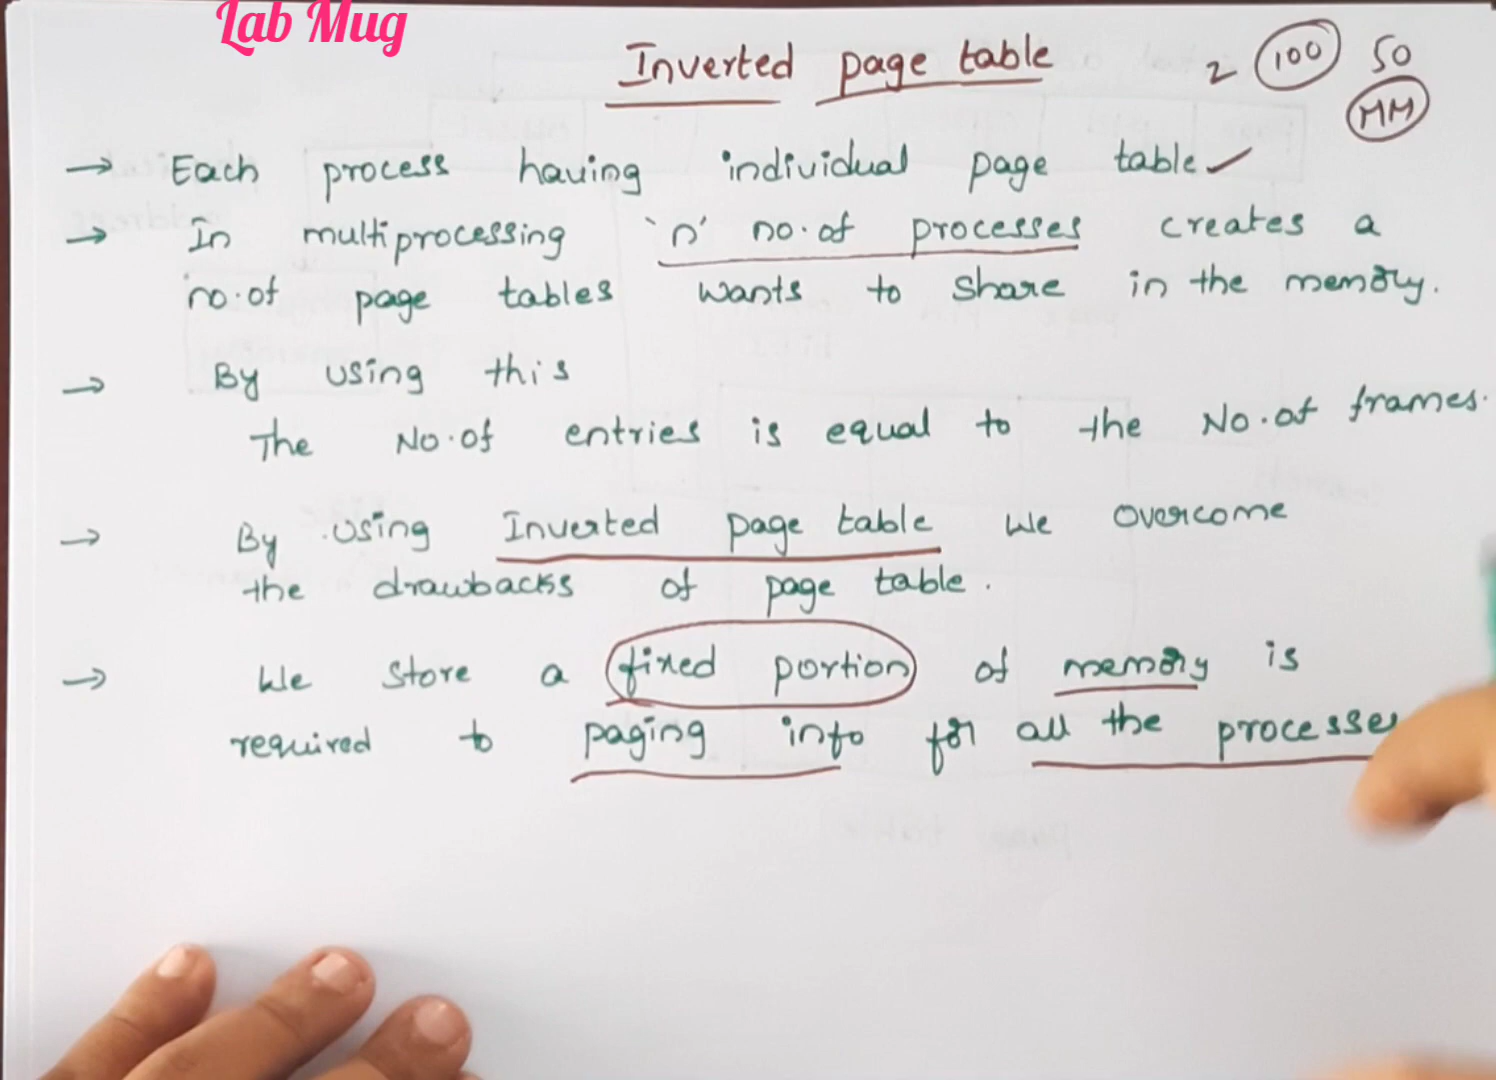 Lab Mug
Inverted page table 2 100 50
MM
→ Each process having individual page table ✓
→ In multiprocessing 'n' no.of processes creates a
no.of page tables wants to share in the memory.
→ By using this
The No.of entries is equal to the No.of frames.
→ By using Inverted page table we overcome
the drawbacks of page table.
→ We store a fixed portion of memory is
required to paging info for all the processes